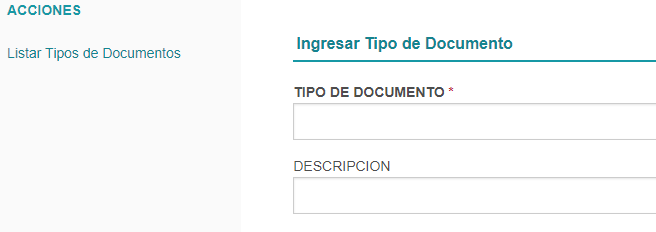 ACCIONES
Listar Tipos de Documentos
Ingresar Tipo de Documento
TIPO DE DOCUMENTO *
DESCRIPCION